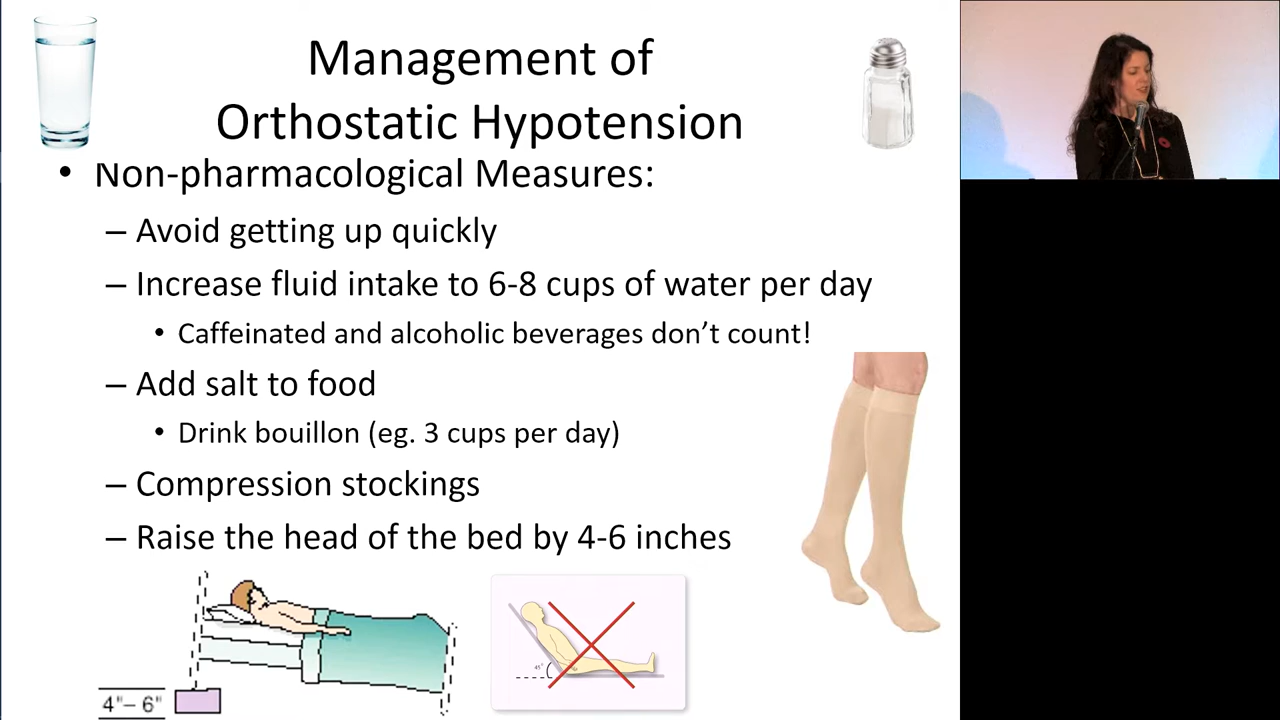 Management of
Orthostatic Hypotension
• Non-pharmacological Measures:
– Avoid getting up quickly
– Increase fluid intake to 6-8 cups of water per day
• Caffeinated and alcoholic beverages don’t count!
– Add salt to food
• Drink bouillon (eg. 3 cups per day)
– Compression stockings
– Raise the head of the bed by 4-6 inches
4"– 6"
45°